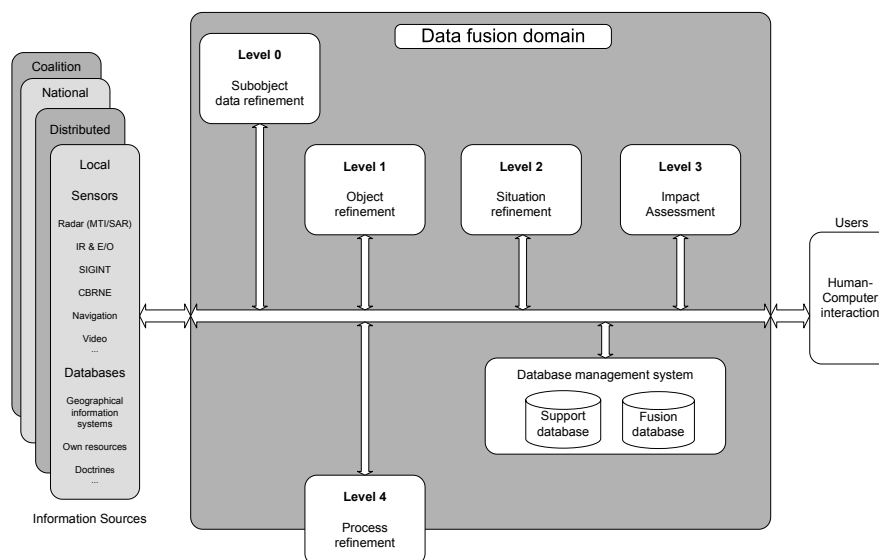 Data fusion domain
Level 0
Subobject
data refinement
Coalition
National
Distributed
Local
Sensors
Radar (MTI/SAR)
IR & E/O
SIGINT
CBRNE
Navigation
Video
...
Databases
Geographical
information
systems
Own resources
Doctrines
...
Information Sources
Level 1
Object
refinement
Level 2
Situation
refinement
Level 3
Impact
Assessment
Users
Human-
Computer
interaction
Database management system
Support
database
Fusion
database
Level 4
Process
refinement